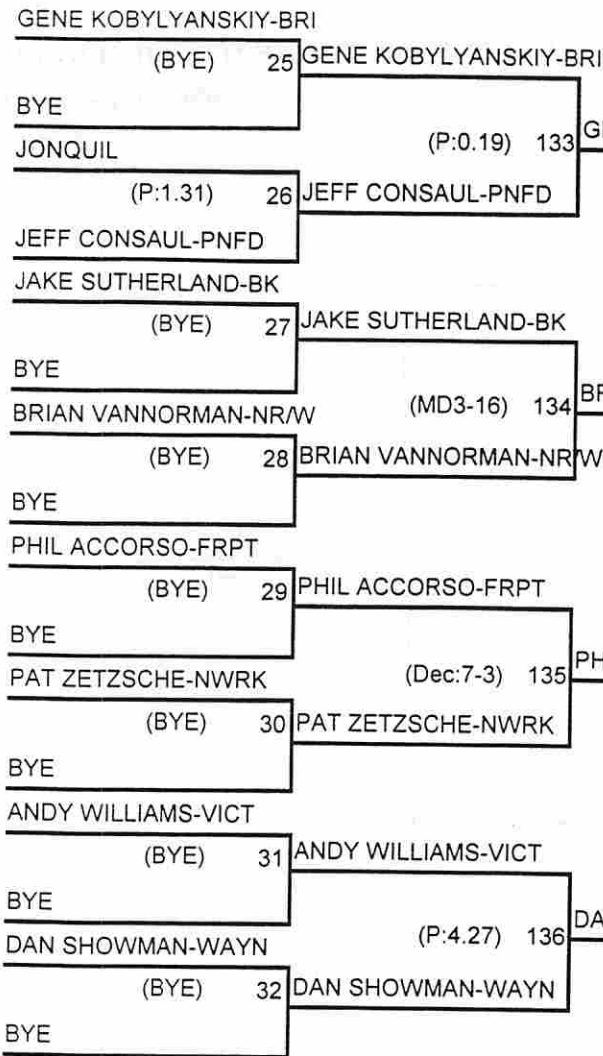 GENE KOBYLYANSKIY-BRI
(BYE) 25 GENE KOBYLYANSKIY-BRI
BYE
(P:0.19) 133 GE
JONQUIL
(P:1.31) 26 JEFF CONSAUL-PNFD
JEFF CONSAUL-PNFD
JAKE SUTHERLAND-BK
(BYE) 27 JAKE SUTHERLAND-BK
BYE
(MD3-16) 134 BR
BRIAN VANNORMAN-NR/W
(BYE) 28 BRIAN VANNORMAN-NR/W
BYE
PHIL ACCORSO-FRPT
(BYE) 29 PHIL ACCORSO-FRPT
BYE
(Dec:7-3) 135 PH
PAT ZETZSCHE-NWRK
(BYE) 30 PAT ZETZSCHE-NWRK
BYE
ANDY WILLIAMS-VICT
(BYE) 31 ANDY WILLIAMS-VICT
BYE
(P:4.27) 136 DA
DAN SHOWMAN-WAYN
(BYE) 32 DAN SHOWMAN-WAYN
BYE